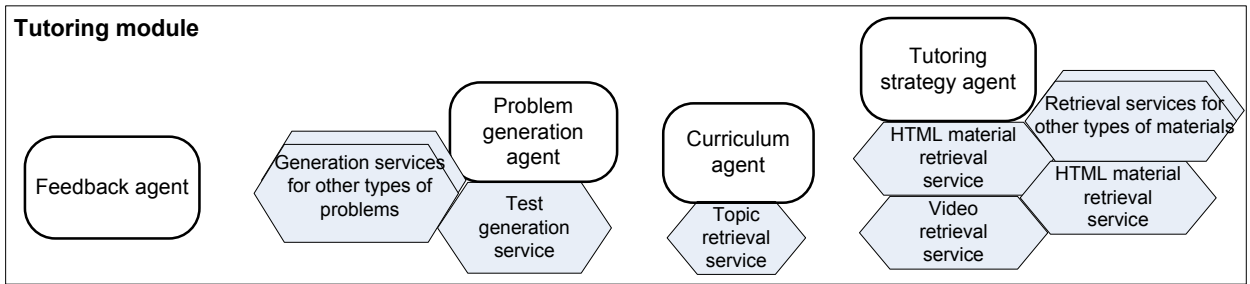 Tutoring module
Feedback agent
Generation services
for other types of
problems
Problem
generation
agent
Test
generation
service
Curriculum
agent
Topic
retrieval
service
Tutoring
strategy agent
HTML material
retrieval
service
Video
retrieval
service
Retrieval services for
other types of materials
HTML material
retrieval
service